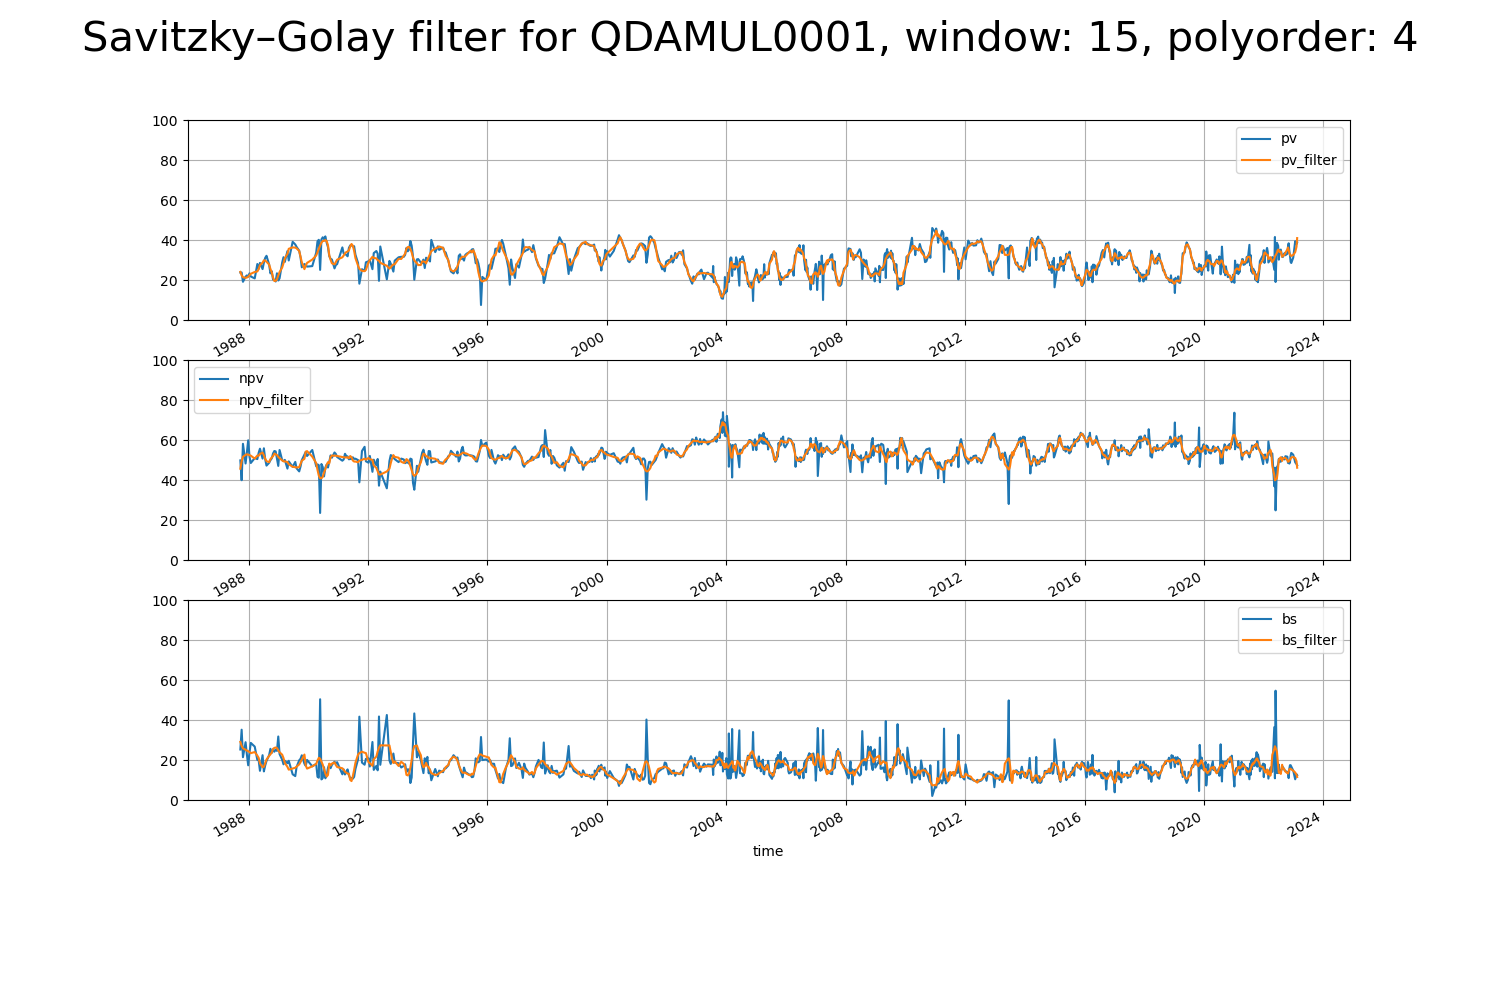 Savitzky–Golay filter for QDAMUL0001, window: 15, polyorder: 4
100
80
60
40
20
0
pv
pv_filter
1988 1992 1996 2000 2004 2008 2012 2016 2020 2024
100
80
60
40
20
0
npv
npv_filter
1988 1992 1996 2000 2004 2008 2012 2016 2020 2024
100
80
60
40
20
0
bs
bs_filter
1988 1992 1996 2000 2004 2008 2012 2016 2020 2024
time